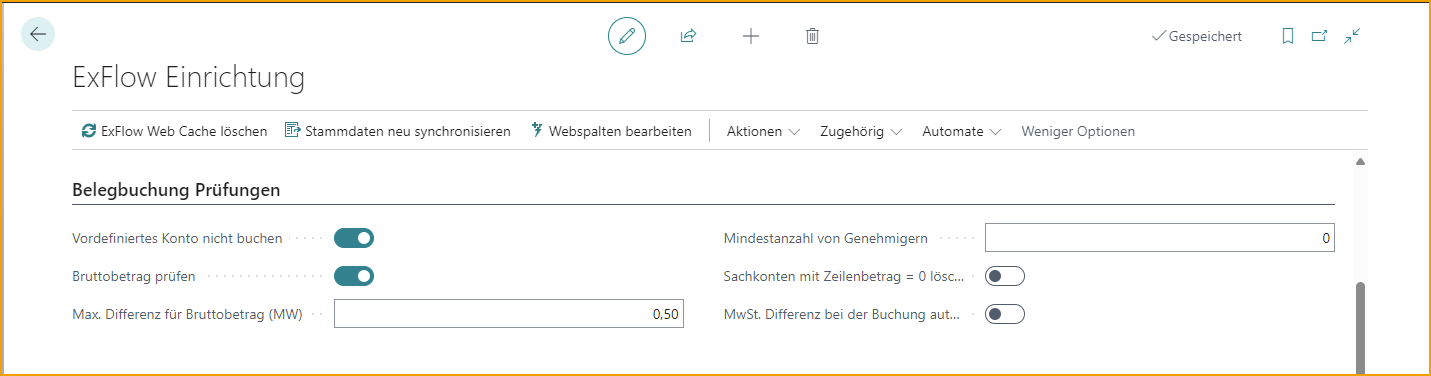 Gespeichert
ExFlow Einrichtung
ExFlow Web Cache löschen Stammdaten neu synchronisieren Webspalten bearbeiten Aktionen Zugehörig Automate Weniger Optionen
Belegbuchung Prüfungen
Vordefiniertes Konto nicht buchen
Mindestanzahl von Genehmigern 0
Bruttobetrag prüfen
Sachkonten mit Zeilenbetrag = 0 lösc...
Max. Differenz für Bruttobetrag (MW) 0,50
MwSt. Differenz bei der Buchung aut...